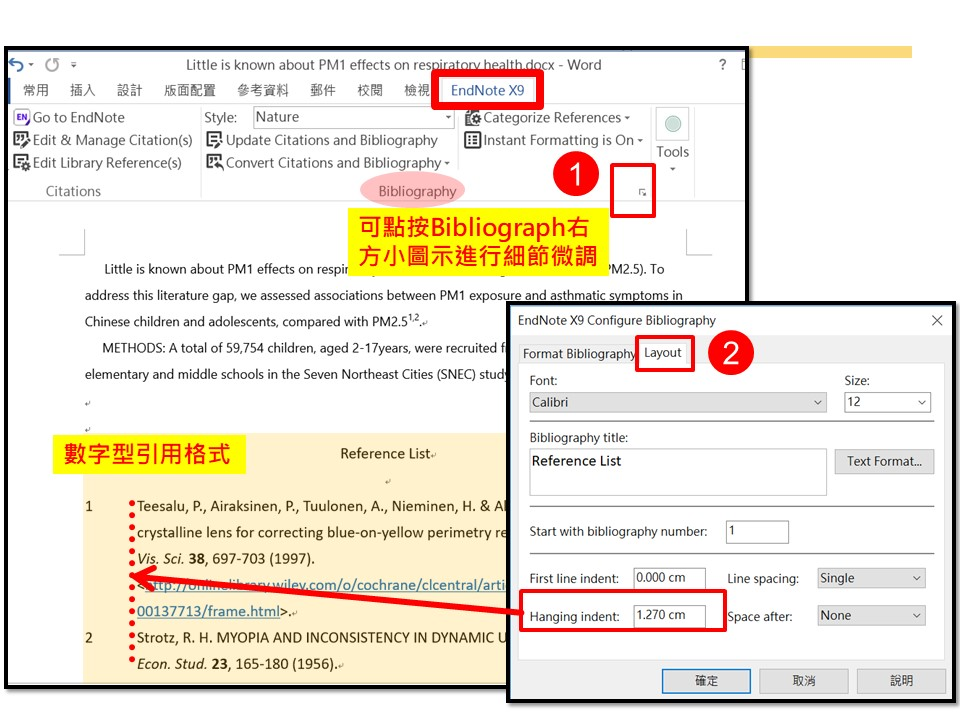 Little is known about PM1 effects on respiratory health.docx - Word
?
常用 插入 設計 版面配置 參考資料 郵件 校閱 檢視 EndNote X9
EN Go to EndNote
Edit & Manage Citation(s)
Edit Library Reference(s)
Citations
Style: Nature
Update Citations and Bibliography
Convert Citations and Bibliography
Bibliography
Categorize References
Instant Formatting is On
Tools
1
可點按Bibliograph右
方小圖示進行細節微調
Little is known about PM1 effects on respir PM2.5). To
address this literature gap, we assessed associations between PM1 exposure and asthmatic symptoms in
Chinese children and adolescents, compared with PM2.51,2.
METHODS: A total of 59,754 children, aged 2-17years, were recruited
elementary and middle schools in the Seven Northeast Cities (SNEC)
數字型引用格式
Reference List
1 Teesalu, P., Airaksinen, P., Tuulonen, A., Nieminen, H. &
crystalline lens for correcting blue-on-yellow perimetry
Vis. Sci. 38, 697-703 (1997).
<http://onlinelibrary.wiley.com/o/cochrane/clcentral/arti
00137713/frame.html>.
2 Strotz, R. H. MYOPIA AND INCONSISTENCY IN DYNAMIC U
Econ. Stud. 23, 165-180 (1956).
EndNote X9 Configure Bibliography
Format Bibliography Layout
2
Font: Size:
Calibri 12
Bibliography title:
Reference List
Text Format...
Start with bibliography number: 1
First line indent: 0.000 cm Line spacing: Single
Hanging indent: 1.270 cm Space after: None
確定 取消 說明